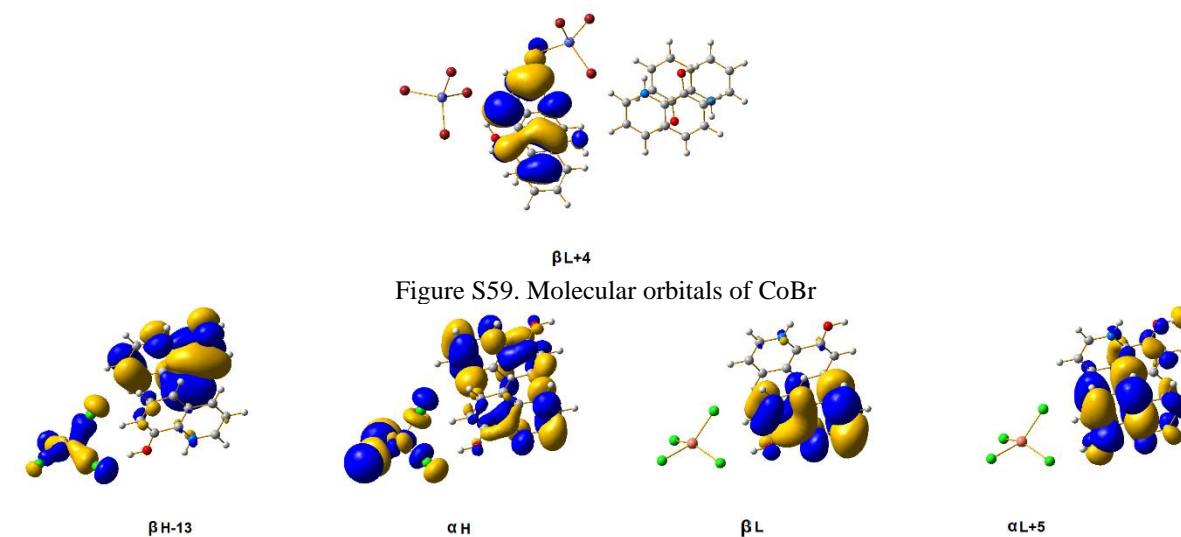 βL+4
Figure S59. Molecular orbitals of CoBr
βH-13 αH βL αL+5